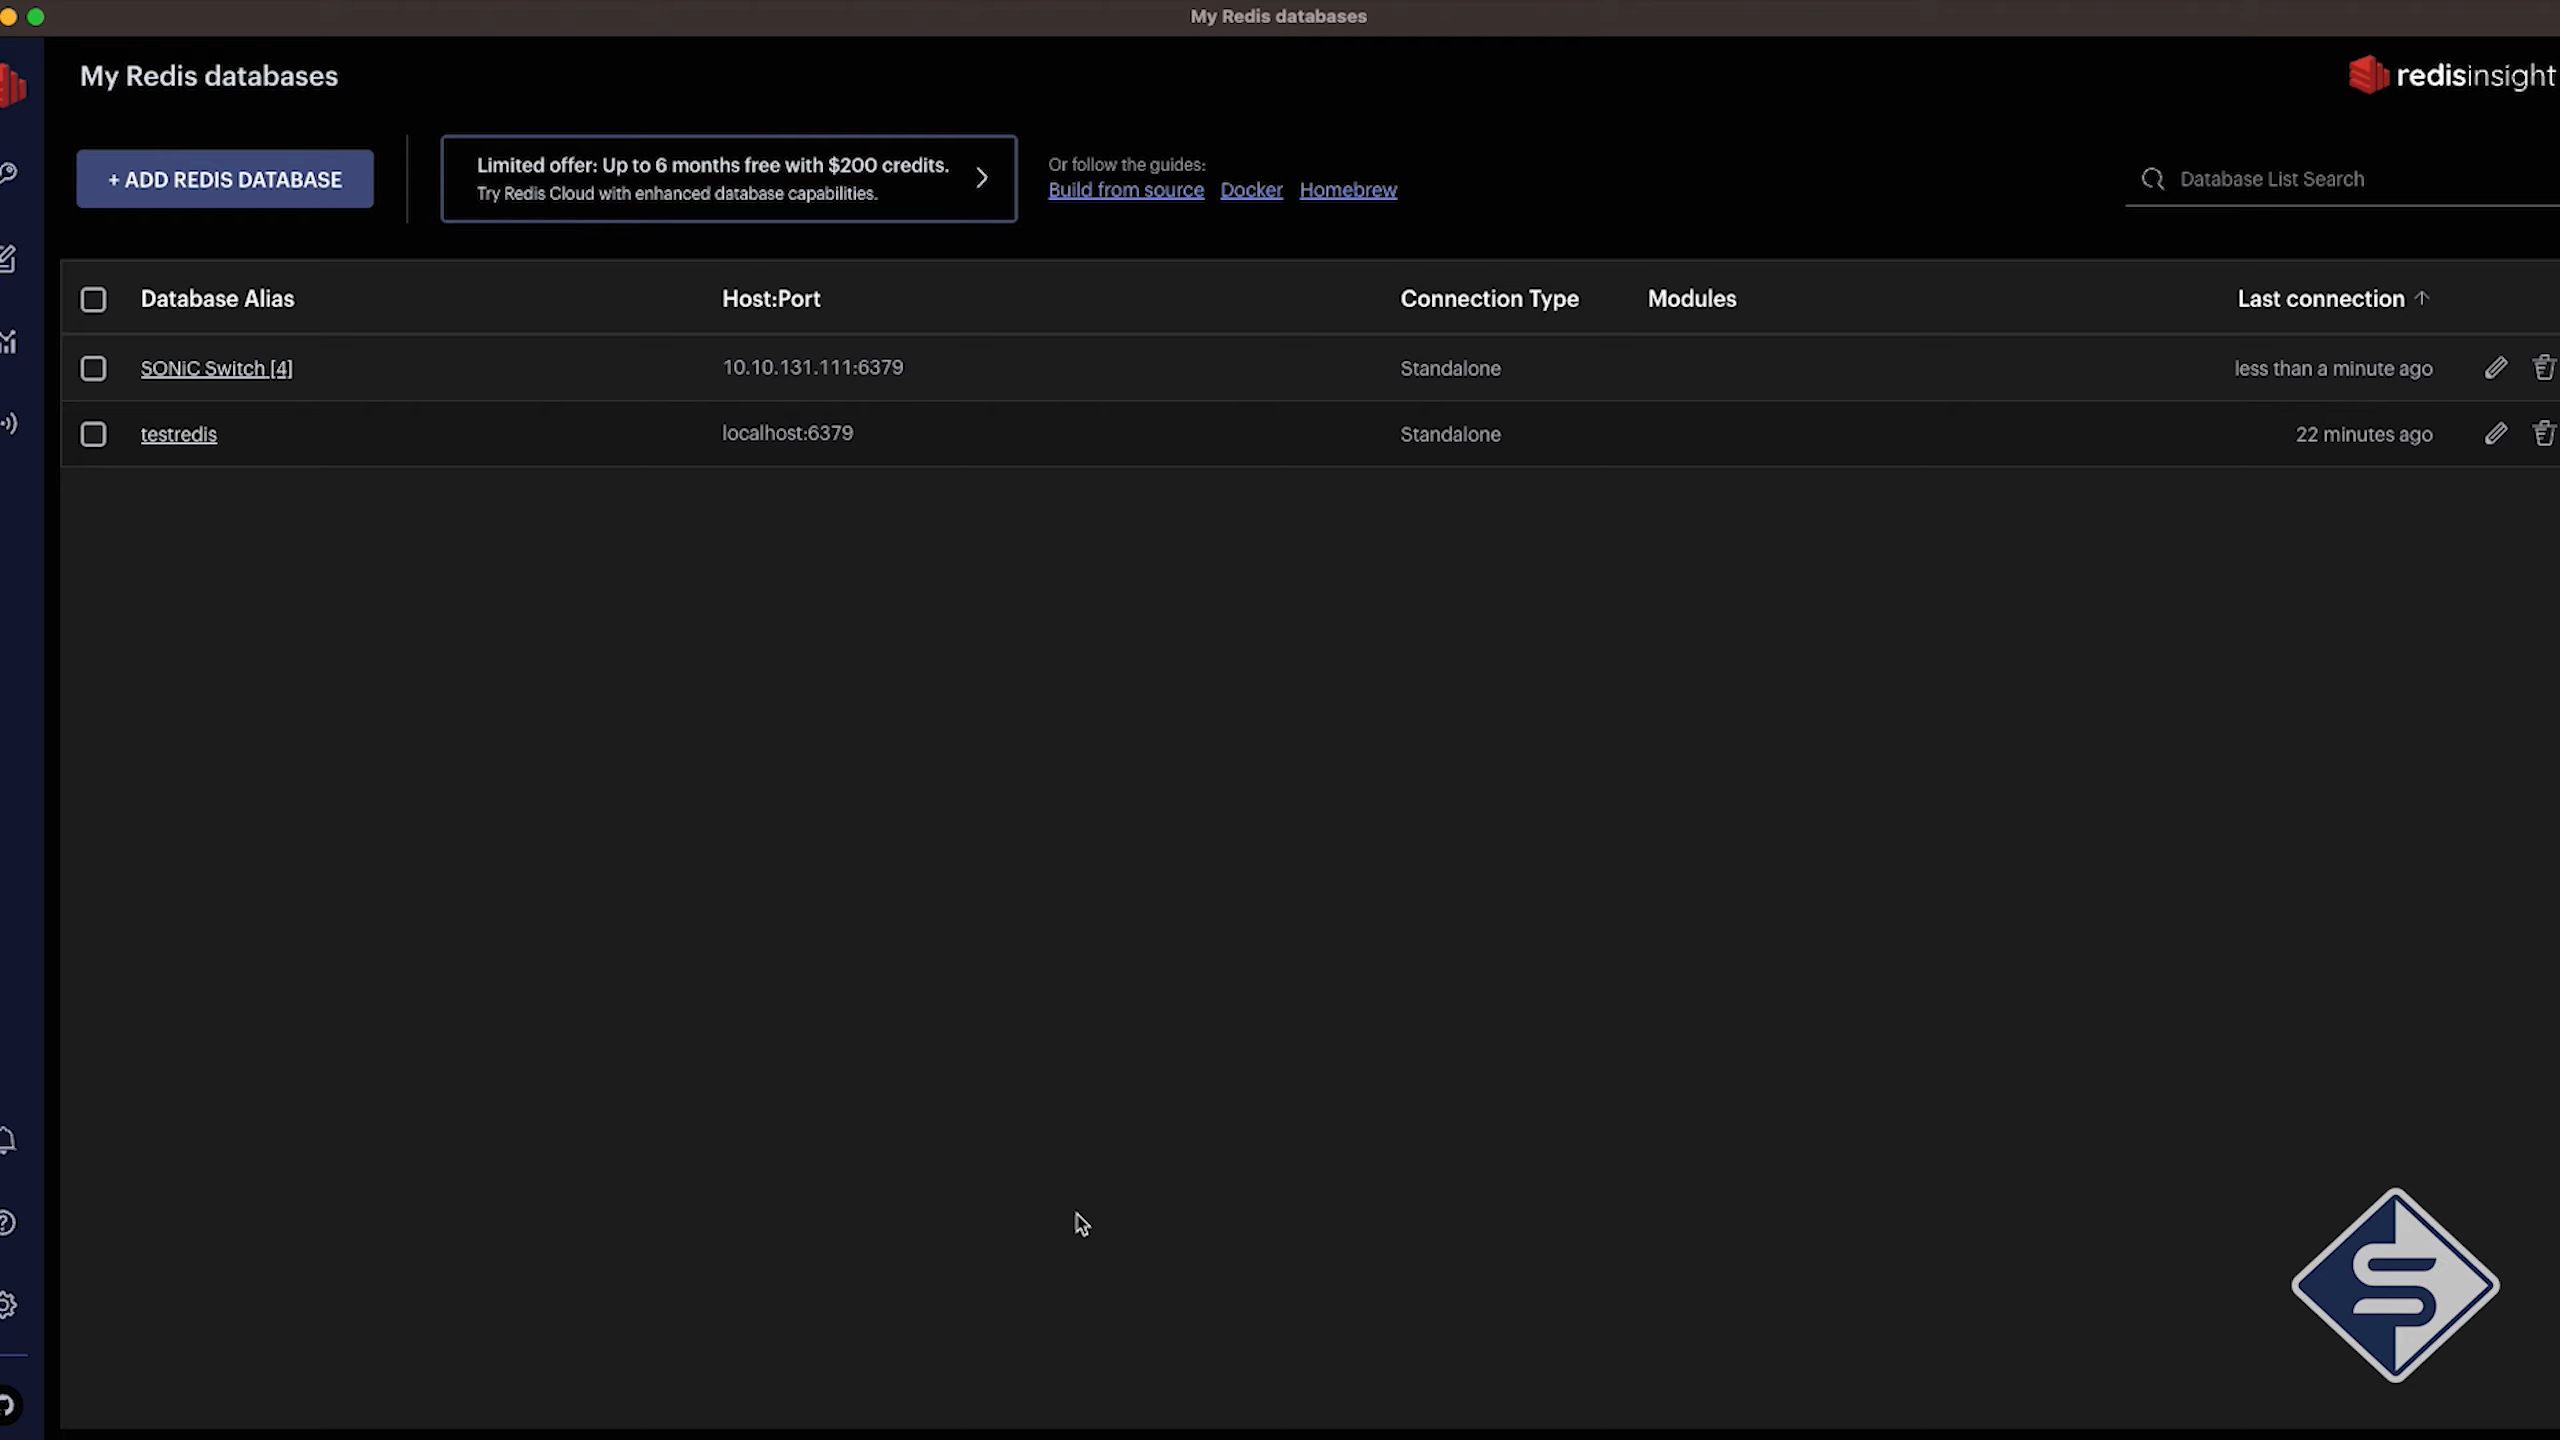 My Redis databases
My Redis databases
redisinsight
+ ADD REDIS DATABASE
Limited offer: Up to 6 months free with $200 credits.
Try Redis Cloud with enhanced database capabilities.
Or follow the guides:
Build from source Docker Homebrew
Database List Search
Database Alias Host:Port Connection Type Modules Last connection
SONiC Switch [4] 10.10.131.111:6379 Standalone less than a minute ago
testredis localhost:6379 Standalone 22 minutes ago